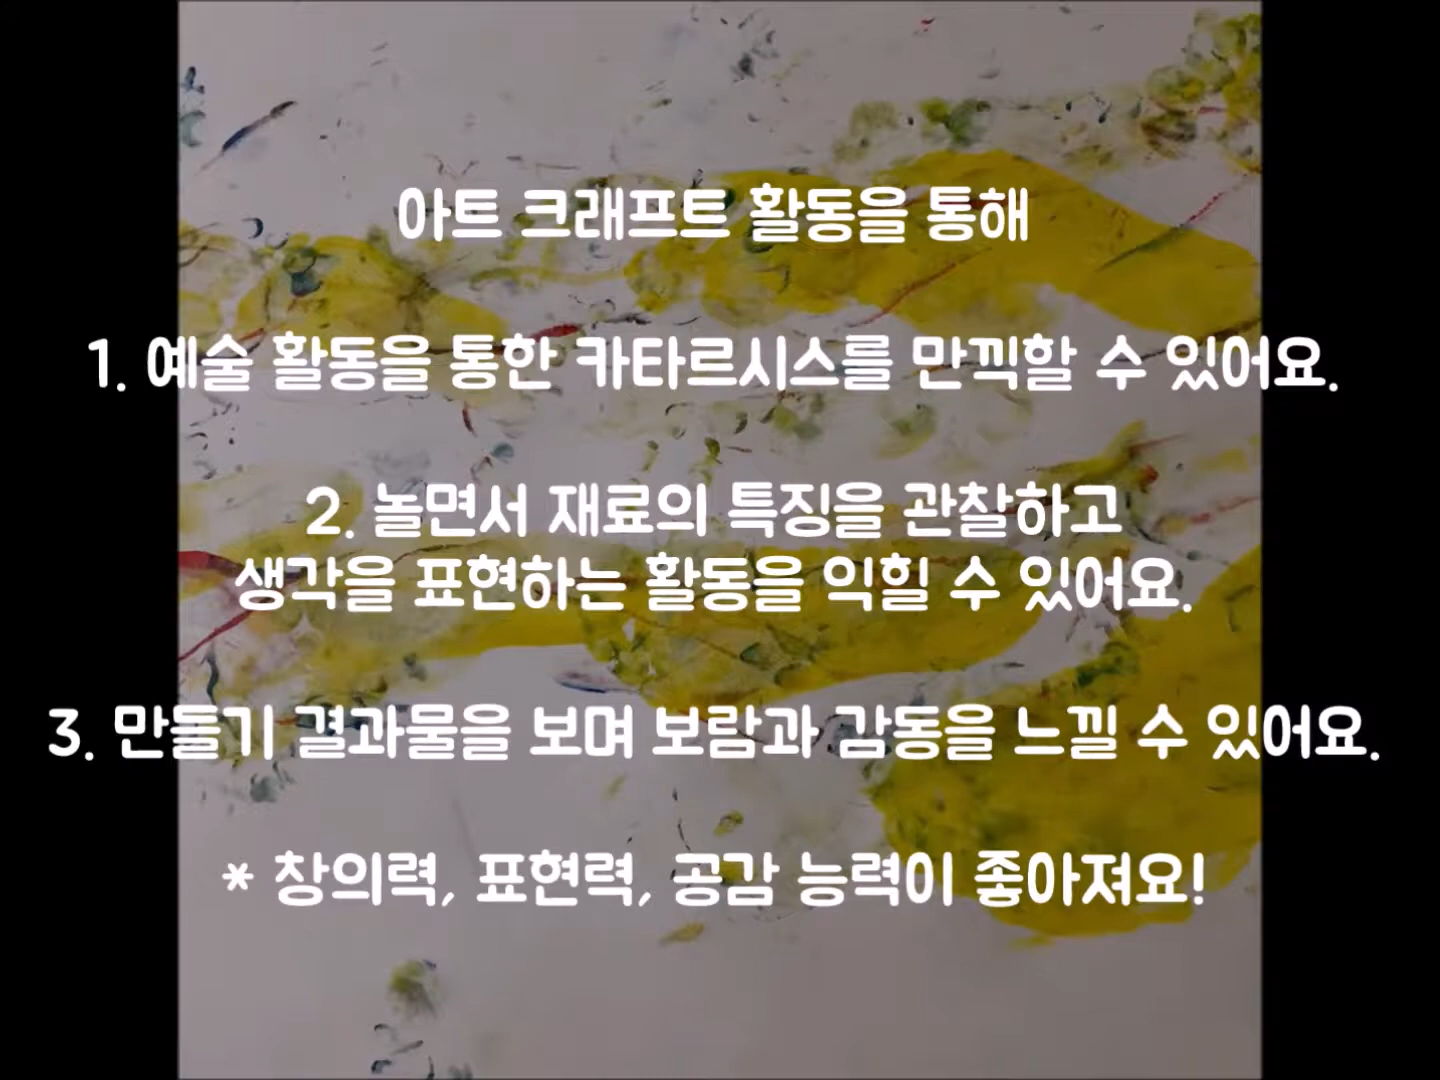 아트 크래프트 활동을 통해
1. 예술 활동을 통한 카타르시스를 만끽할 수 있어요.
2. 놀면서 재료의 특징을 관찰하고
생각을 표현하는 활동을 익힐 수 있어요.
3. 만들기 결과물을 보며 보람과 감동을 느낄 수 있어요.
* 창의력, 표현력, 공감 능력이 좋아져요!